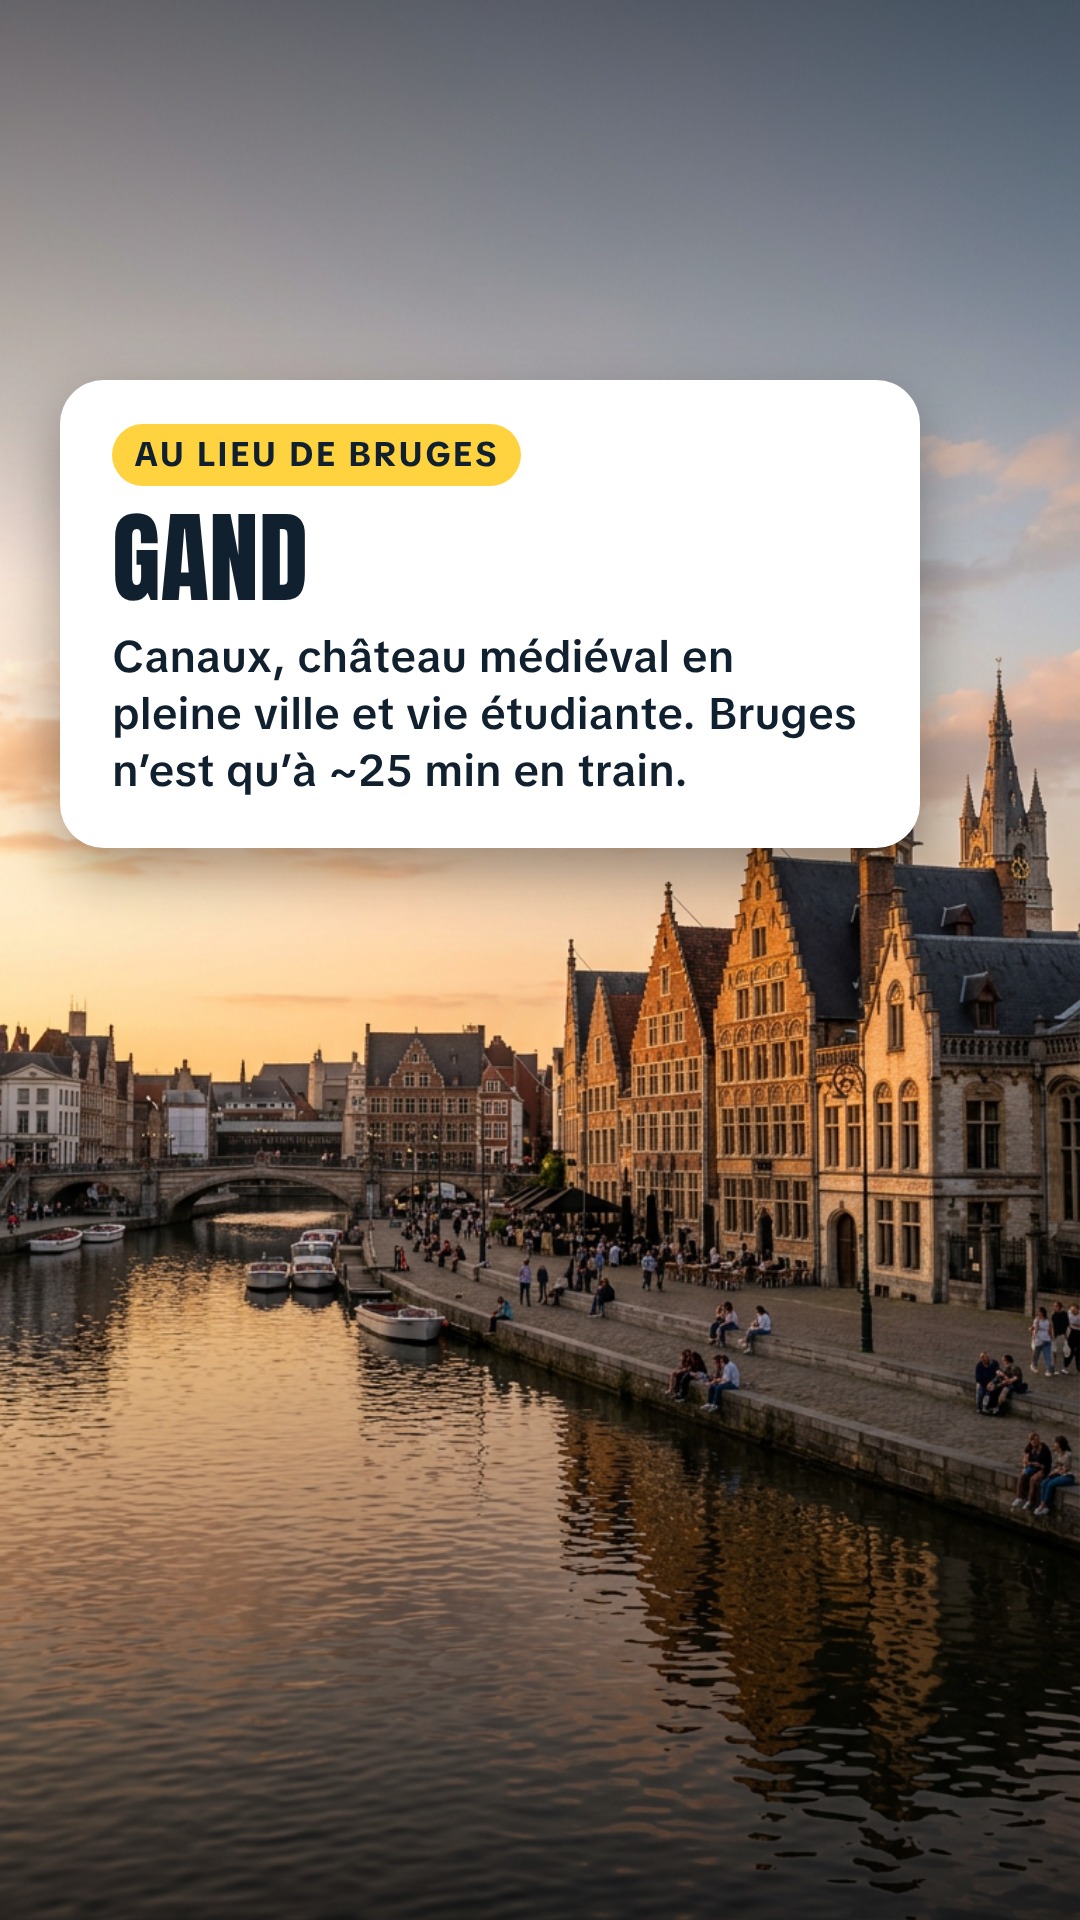 AU LIEU DE BRUGES
GAND
Canaux, château médiéval en
pleine ville et vie étudiante. Bruges
n’est qu’à ~25 min en train.